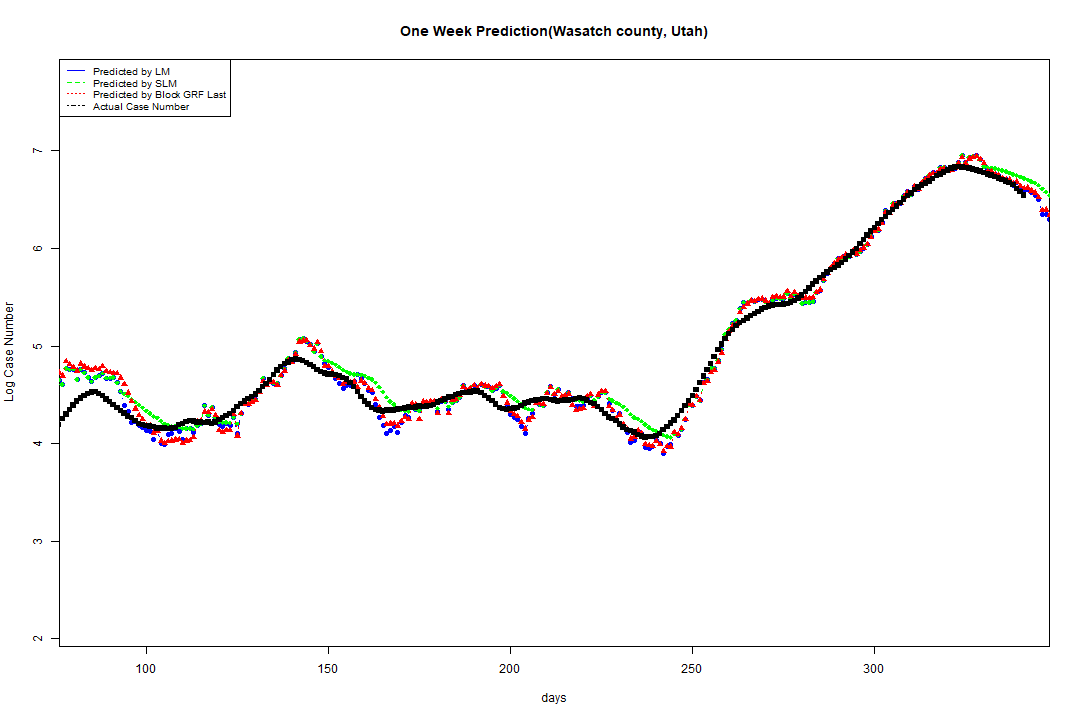 One Week Prediction(Wasatch county, Utah)
Predicted by LM
Predicted by SLM
Predicted by Block GRF Last
Actual Case Number
Log Case Number
7
6
5
4
3
2
100 150 200 250 300
days